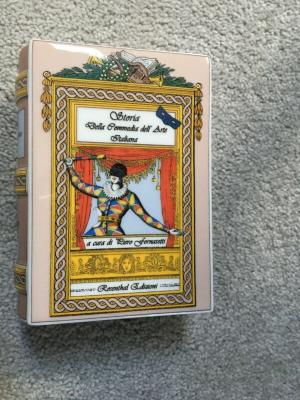 Storia
Della Commedia dell' Arte
Italiana
a cura di Piero Fornasetti
Rosenthal Edizioni